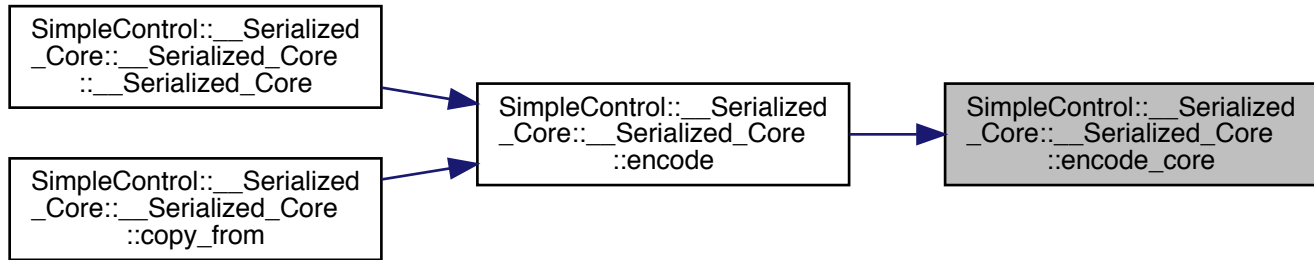 SimpleControl::__Serialized
_Core::__Serialized_Core
::__Serialized_Core
SimpleControl::__Serialized
_Core::__Serialized_Core
::copy_from
SimpleControl::__Serialized
_Core::__Serialized_Core
::encode
SimpleControl::__Serialized
_Core::__Serialized_Core
::encode_core